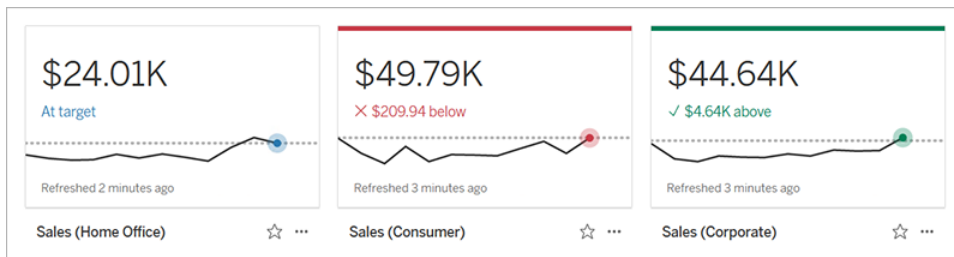 $24.01K
At target
Refreshed 2 minutes ago
Sales (Home Office)
$49.79K
$209.94 below
Refreshed 3 minutes ago
Sales (Consumer)
$44.64K
$4.64K above
Refreshed 3 minutes ago
Sales (Corporate)